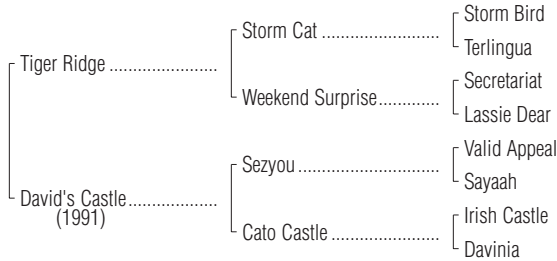 Storm Bird
Storm Cat ........................
Terlingua
Tiger Ridge ......................
Secretariat
Weekend Surprise ............
Lassie Dear
Valid Appeal
Sezyou .............................
Sayaah
David's Castle ..................
(1991)
Irish Castle
Cato Castle ......................
Davinia